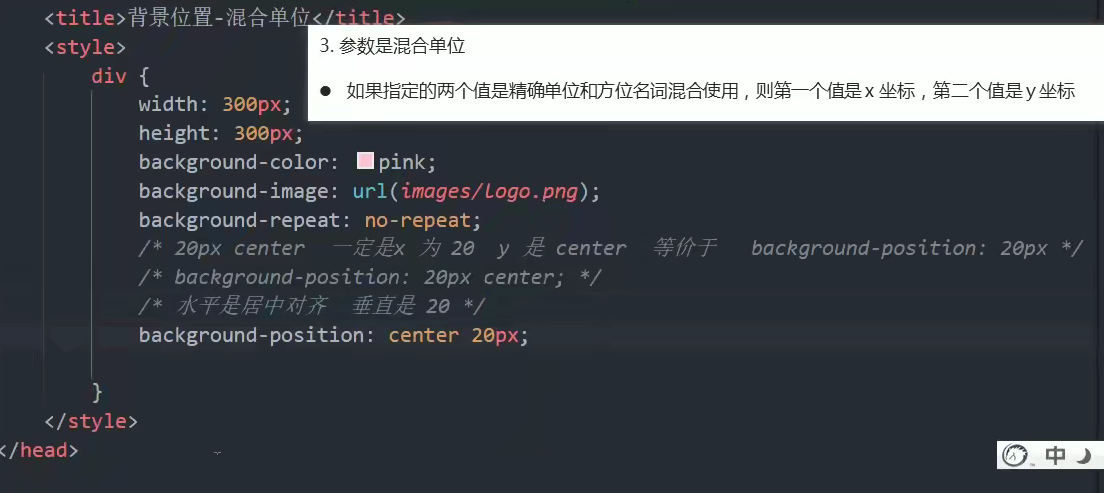 <title>背景位置-混合单位</title>
<style>
3. 参数是混合单位
div {
● 如果指定的两个值是精确单位和方位名词混合使用，则第一个值是 x 坐标，第二个值是 y 坐标
width: 300px;
height: 300px;
background-color: pink;
background-image: url(images/logo.png);
background-repeat: no-repeat;
/* 20px center  一定是x 为 20  y 是 center  等价于   background-position: 20px */
/* background-position: 20px center; */
/* 水平是居中对齐  垂直是 20 */
background-position: center 20px;
}
</style>
</head>
中